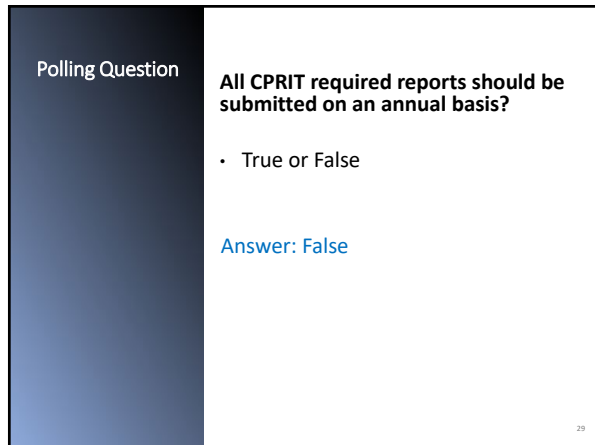 Polling Question
All CPRIT required reports should be
submitted on an annual basis?
• True or False
Answer: False
29